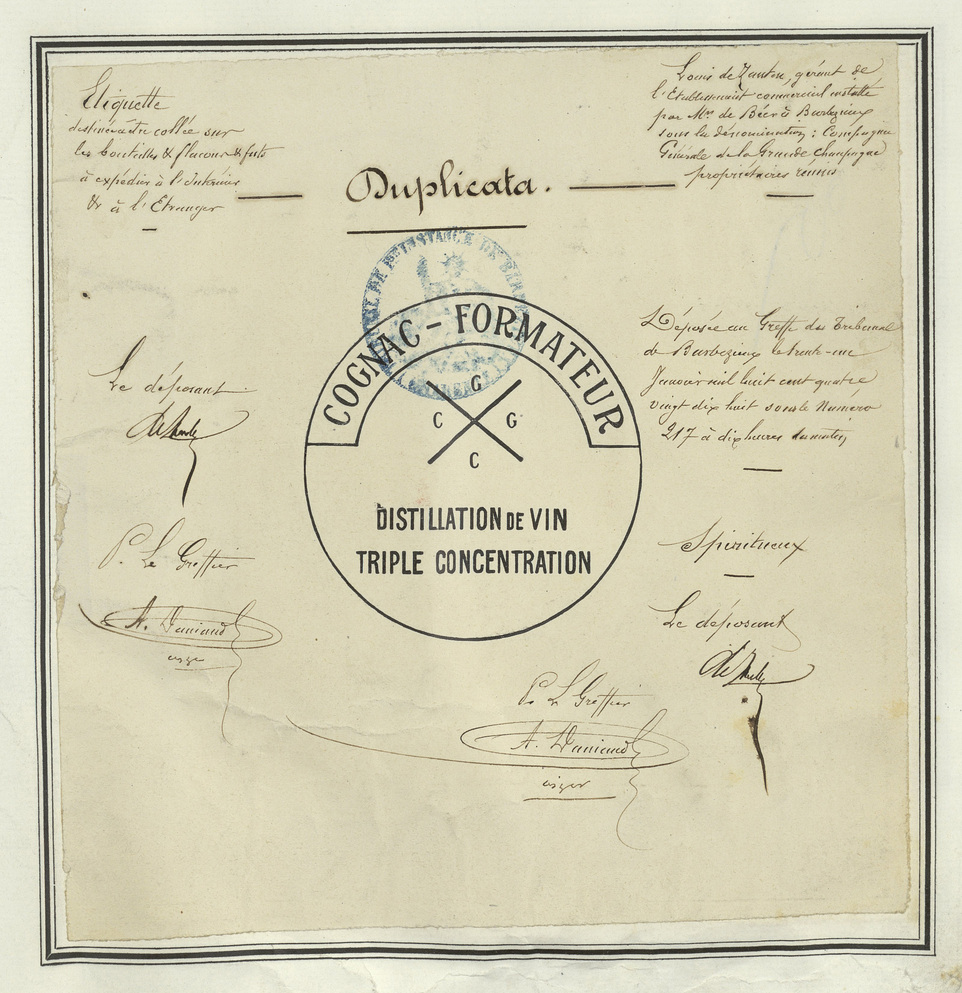 Etiquette
destinée à être collée sur
les bouteilles & flacons & futs
à expédier à l'Intérieur
& à l'Etranger
Duplicata.
Louis de Zanten, gérant de
l'Etablissement commercial installé
par Mr. de Béer à Barbezieux
sous la dénomination : Compagnie
Générale de la Grande Champagne
propriétaires réunis
COGNAC - FORMATEUR
G
C G
C
DISTILLATION DE VIN
TRIPLE CONCENTRATION
Le déposant
P. Le Greffier
A. Daniaud
Déposée au Greffe du Tribunal
de Barbezieux le trente-un
Janvier mil huit cent quatre
vingt dix huit sous le Numéro
217 à dix heures du matin
Spiritueux
Le déposant
P. Le Greffier
A. Daniaud